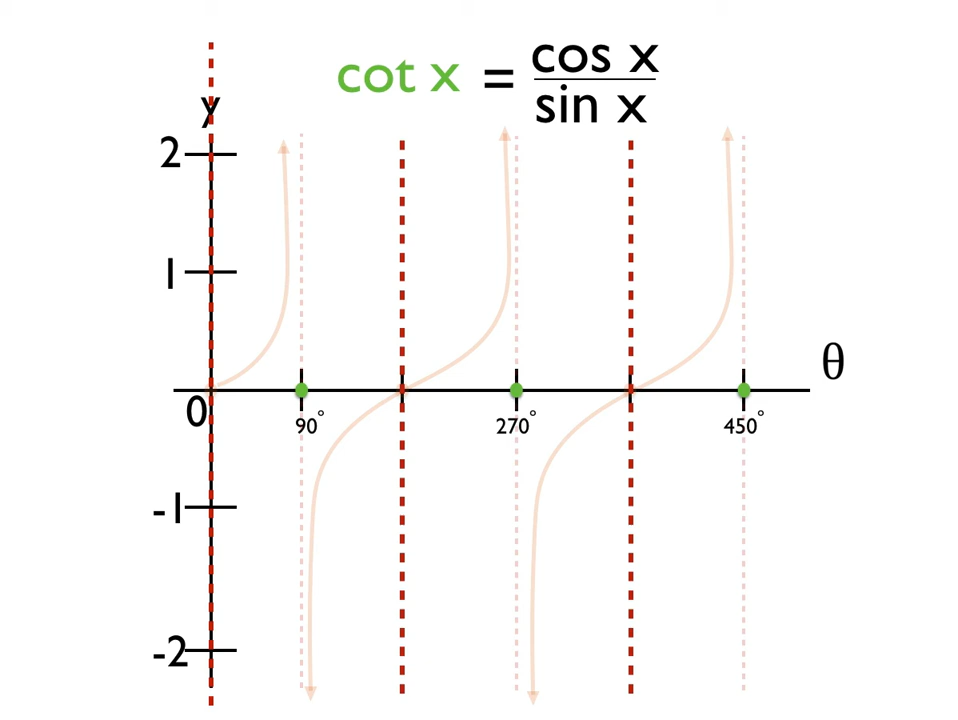 cot x = cos x
sin x
y
2
1
θ
0
90°
270°
450°
-1
-2